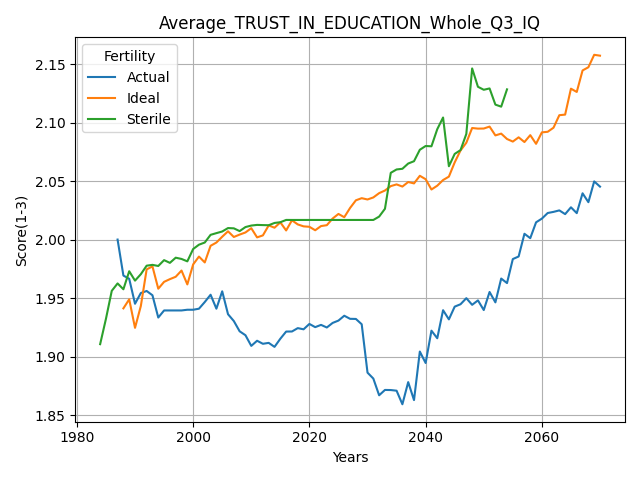 Average_TRUST_IN_EDUCATION_Whole_Q3_IQ
Score(1-3)
2.15
2.10
2.05
2.00
1.95
1.90
1.85
Fertility
Actual
Ideal
Sterile
1980
2000
2020
2040
2060
Years